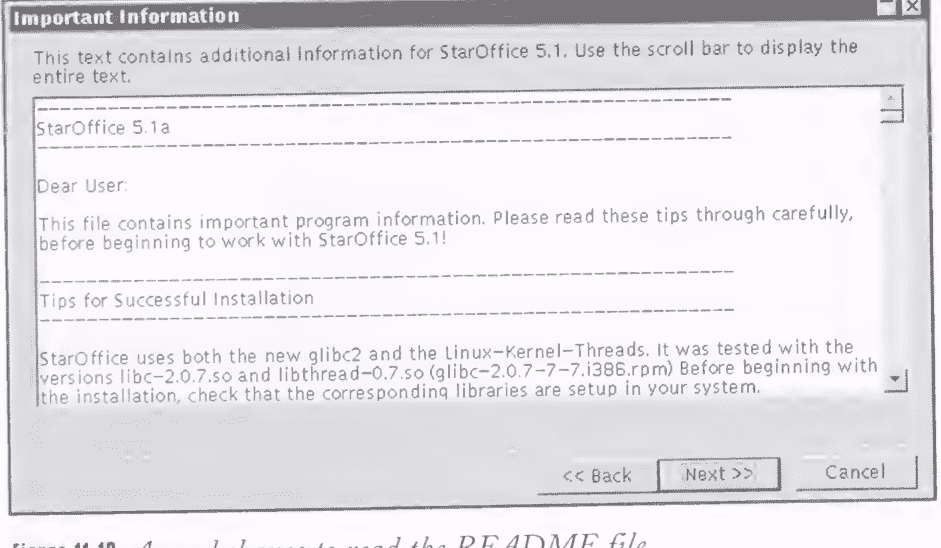 Important Information
This text contains additional information for StarOffice 5.1. Use the scroll bar to display the
entire text.
------------------------------------------------------------
StarOffice 5.1a
------------------------------------------------------------
Dear User:
This file contains important program information. Please read these tips through carefully,
before beginning to work with StarOffice 5.1!
------------------------------------------------------------
Tips for Successful Installation
------------------------------------------------------------
StarOffice uses both the new glibc2 and the Linux-Kernel-Threads. It was tested with the
versions libc-2.0.7.so and libthread-0.7.so (glibc-2.0.7-7-7.i386.rpm) Before beginning with
the installation, check that the corresponding libraries are setup in your system.
<< Back Next >> Cancel
to read the README file